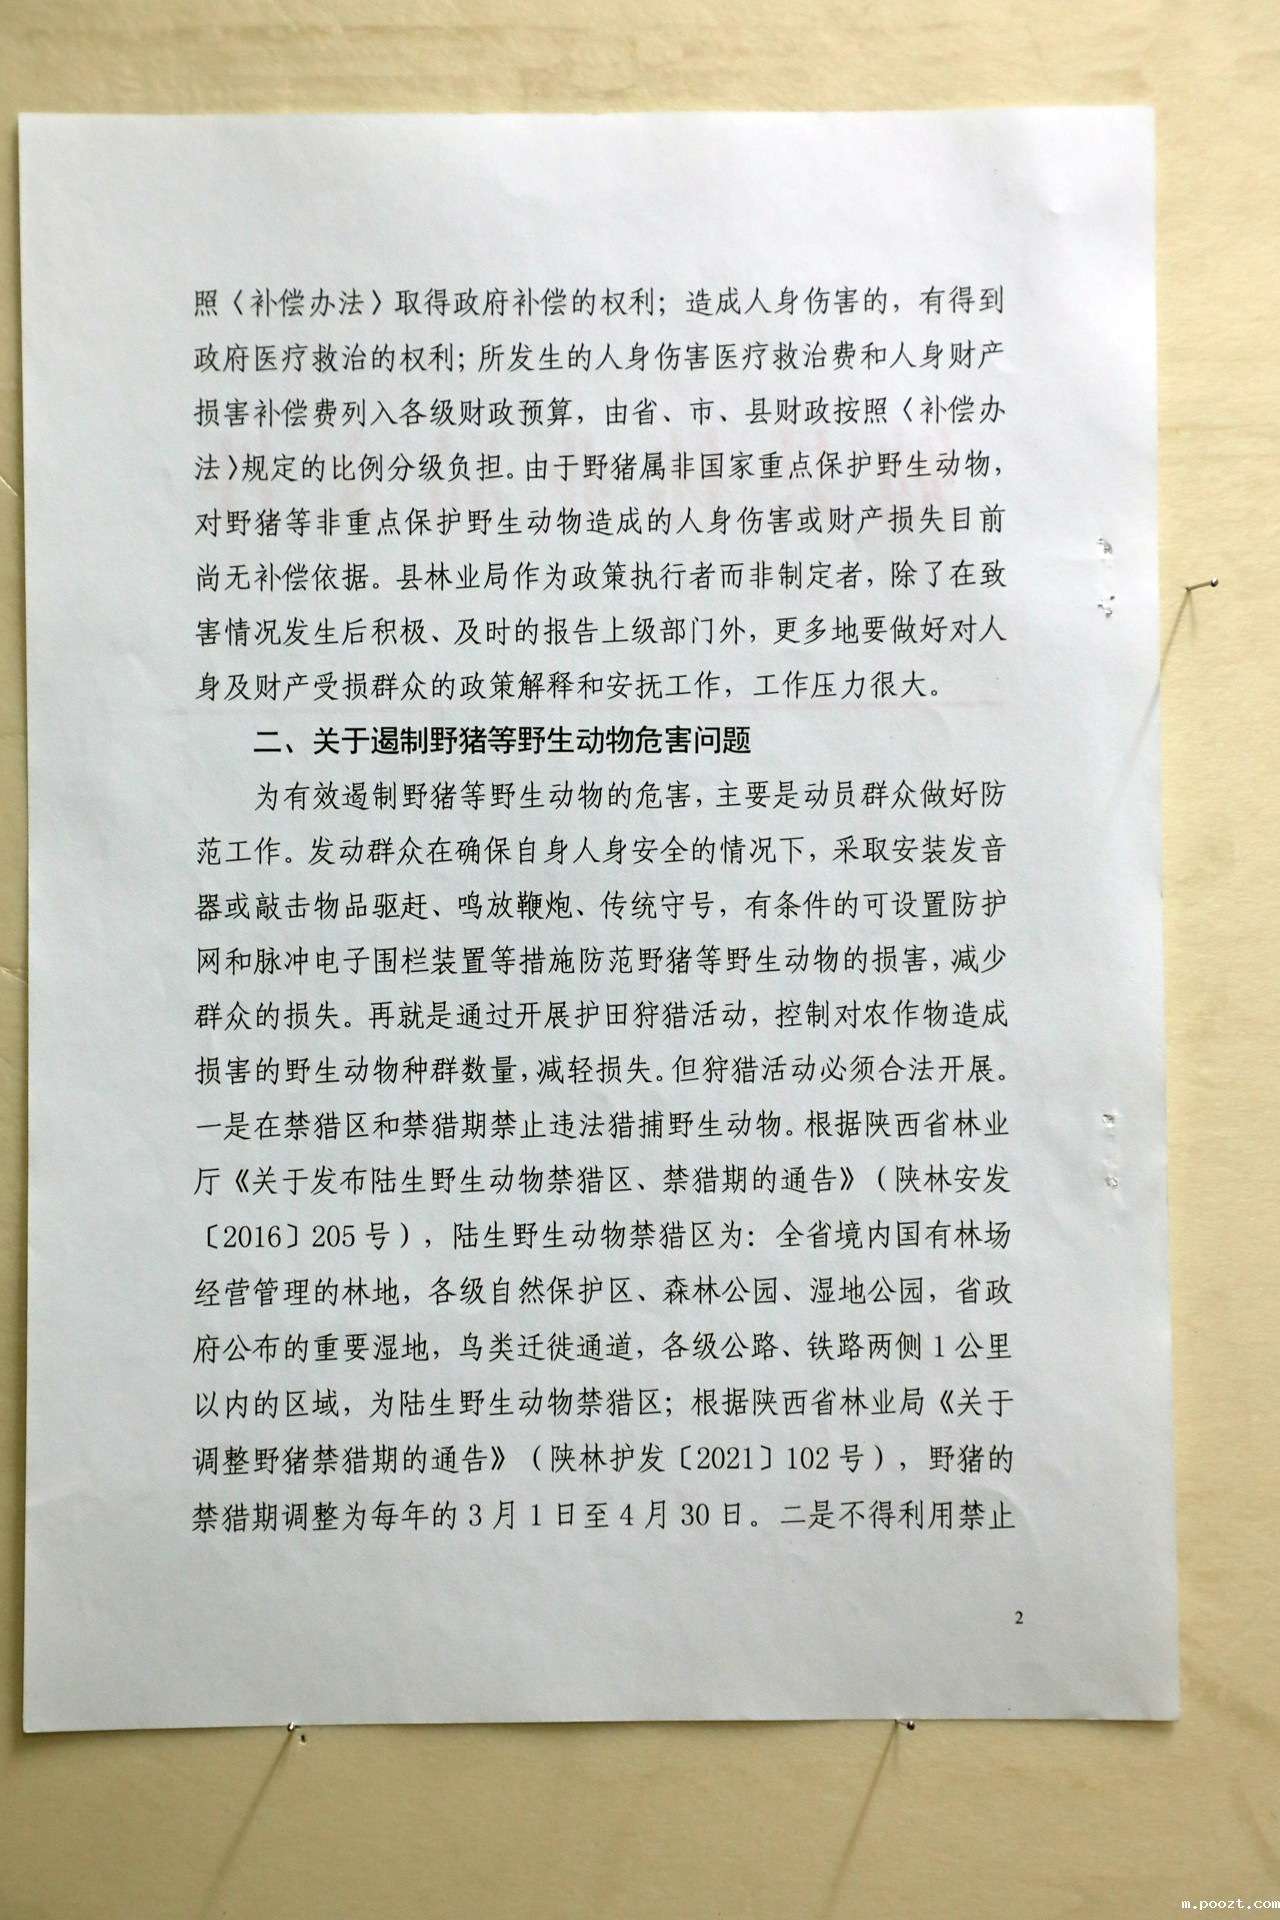 照〈补偿办法〉取得政府补偿的权利；造成人身伤害的，有得到
政府医疗救治的权利；所发生的人身伤害医疗救治费和人身财产
损害补偿费列入各级财政预算，由省、市、县财政按照〈补偿办
法〉规定的比例分级负担。由于野猪属非国家重点保护野生动物，
对野猪等非重点保护野生动物造成的人身伤害或财产损失目前
尚无补偿依据。县林业局作为政策执行者而非制定者，除了在致
害情况发生后积极、及时的报告上级部门外，更多地要做好对人
身及财产受损群众的政策解释和安抚工作，工作压力很大。
二、关于遏制野猪等野生动物危害问题
为有效遏制野猪等野生动物的危害，主要是动员群众做好防
范工作。发动群众在确保自身人身安全的情况下，采取安装发音
器或敲击物品驱赶、鸣放鞭炮、传统守号，有条件的可设置防护
网和脉冲电子围栏装置等措施防范野猪等野生动物的损害，减少
群众的损失。再就是通过开展护田狩猎活动，控制对农作物造成
损害的野生动物种群数量，减轻损失。但狩猎活动必须合法开展。
一是在禁猎区和禁猎期禁止违法猎捕野生动物。根据陕西省林业
厅《关于发布陆生野生动物禁猎区、禁猎期的通告》（陕林安发
〔2016〕205号），陆生野生动物禁猎区为：全省境内国有林场
经营管理的林地，各级自然保护区、森林公园、湿地公园，省政
府公布的重要湿地，鸟类迁徙通道，各级公路、铁路两侧1公里
以内的区域，为陆生野生动物禁猎区；根据陕西省林业局《关于
调整野猪禁猎期的通告》（陕林护发〔2021〕102号），野猪的
禁猎期调整为每年的3月1日至4月30日。二是不得利用禁止
2
m.poozt.com